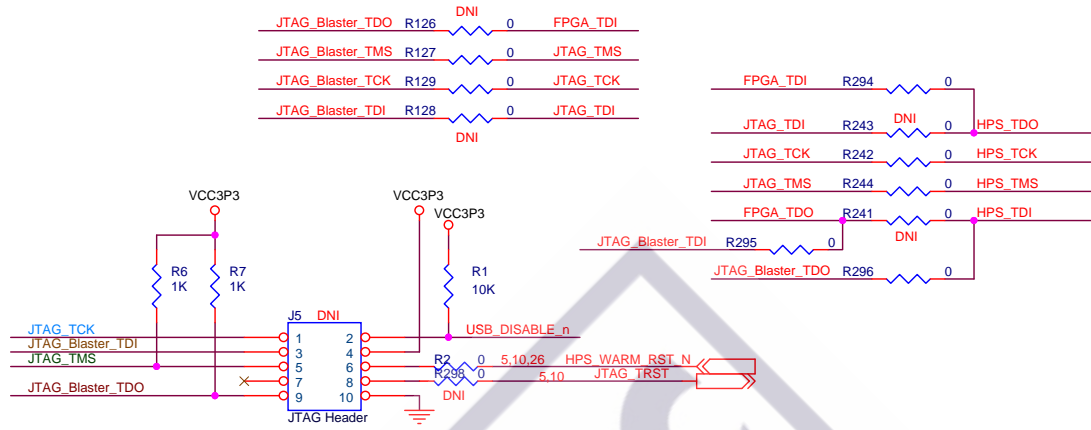 DNI
JTAG_Blaster_TDO R126 0 FPGA_TDI
JTAG_Blaster_TMS R127 0 JTAG_TMS
JTAG_Blaster_TCK R129 0 JTAG_TCK
JTAG_Blaster_TDI R128 0 JTAG_TDI
DNI
FPGA_TDI R294 0
DNI
JTAG_TDI R243 0 HPS_TDO
JTAG_TCK R242 0 HPS_TCK
JTAG_TMS R244 0 HPS_TMS
FPGA_TDO R241 0 HPS_TDI
DNI
JTAG_Blaster_TDI R295 0
JTAG_Blaster_TDO R296 0
VCC3P3 VCC3P3
VCC3P3
R6 R7 R1
1K 1K 10K
J5 DNI
JTAG_TCK 1 2 USB_DISABLE_n
JTAG_Blaster_TDI 3 4
JTAG_TMS 5 6 R2 0 5,10,26 HPS_WARM_RST_N
7 8 R298 0 5,10 JTAG_TRST
DNI
JTAG_Blaster_TDO 9 10
JTAG Header